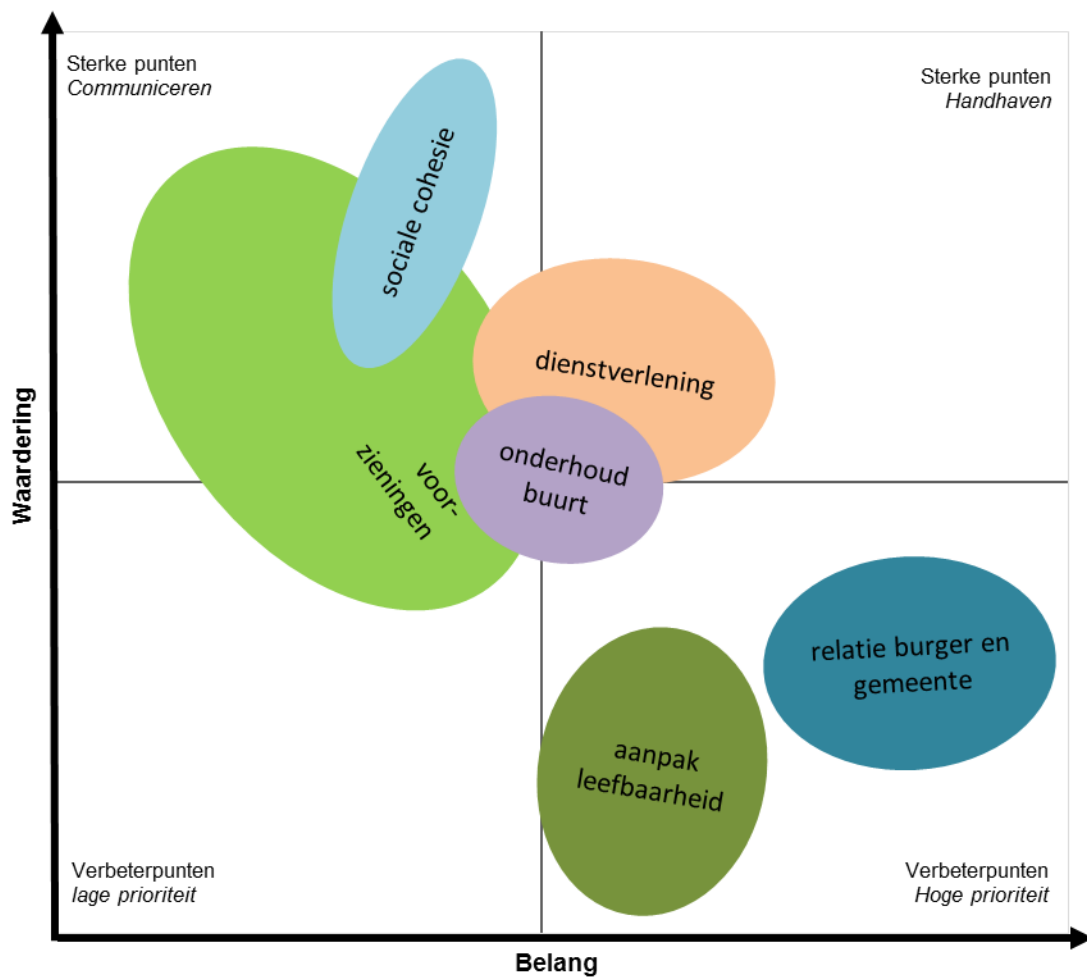 Sterke punten
Communiceren
Sterke punten
Handhaven
sociale cohesie
dienstverlening
voor-
zieningen
onderhoud
buurt
Waardering
relatie burger en
gemeente
aanpak
leefbaarheid
Verbeterpunten
lage prioriteit
Verbeterpunten
Hoge prioriteit
Belang